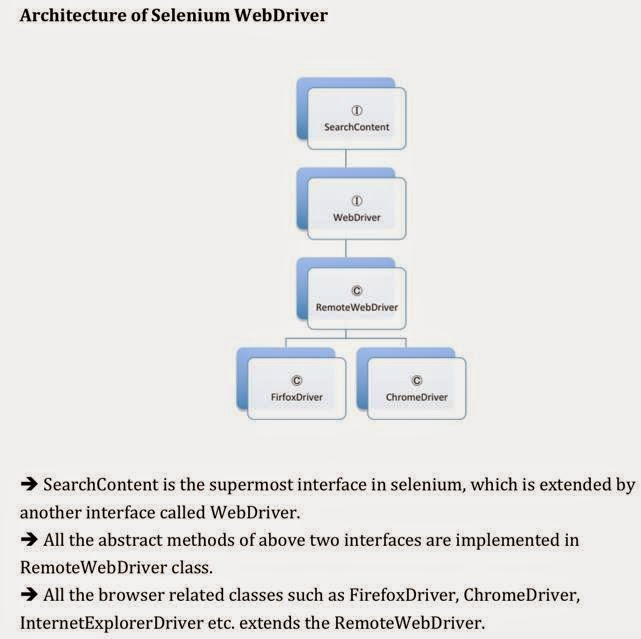 Architecture of Selenium WebDriver
Ⓘ
SearchContent
Ⓘ
WebDriver
Ⓒ
RemoteWebDriver
Ⓒ
FirfoxDriver
Ⓒ
ChromeDriver
➔ SearchContent is the supermost interface in selenium, which is extended by
another interface called WebDriver.
➔ All the abstract methods of above two interfaces are implemented in
RemoteWebDriver class.
➔ All the browser related classes such as FirefoxDriver, ChromeDriver,
InternetExplorerDriver etc. extends the RemoteWebDriver.